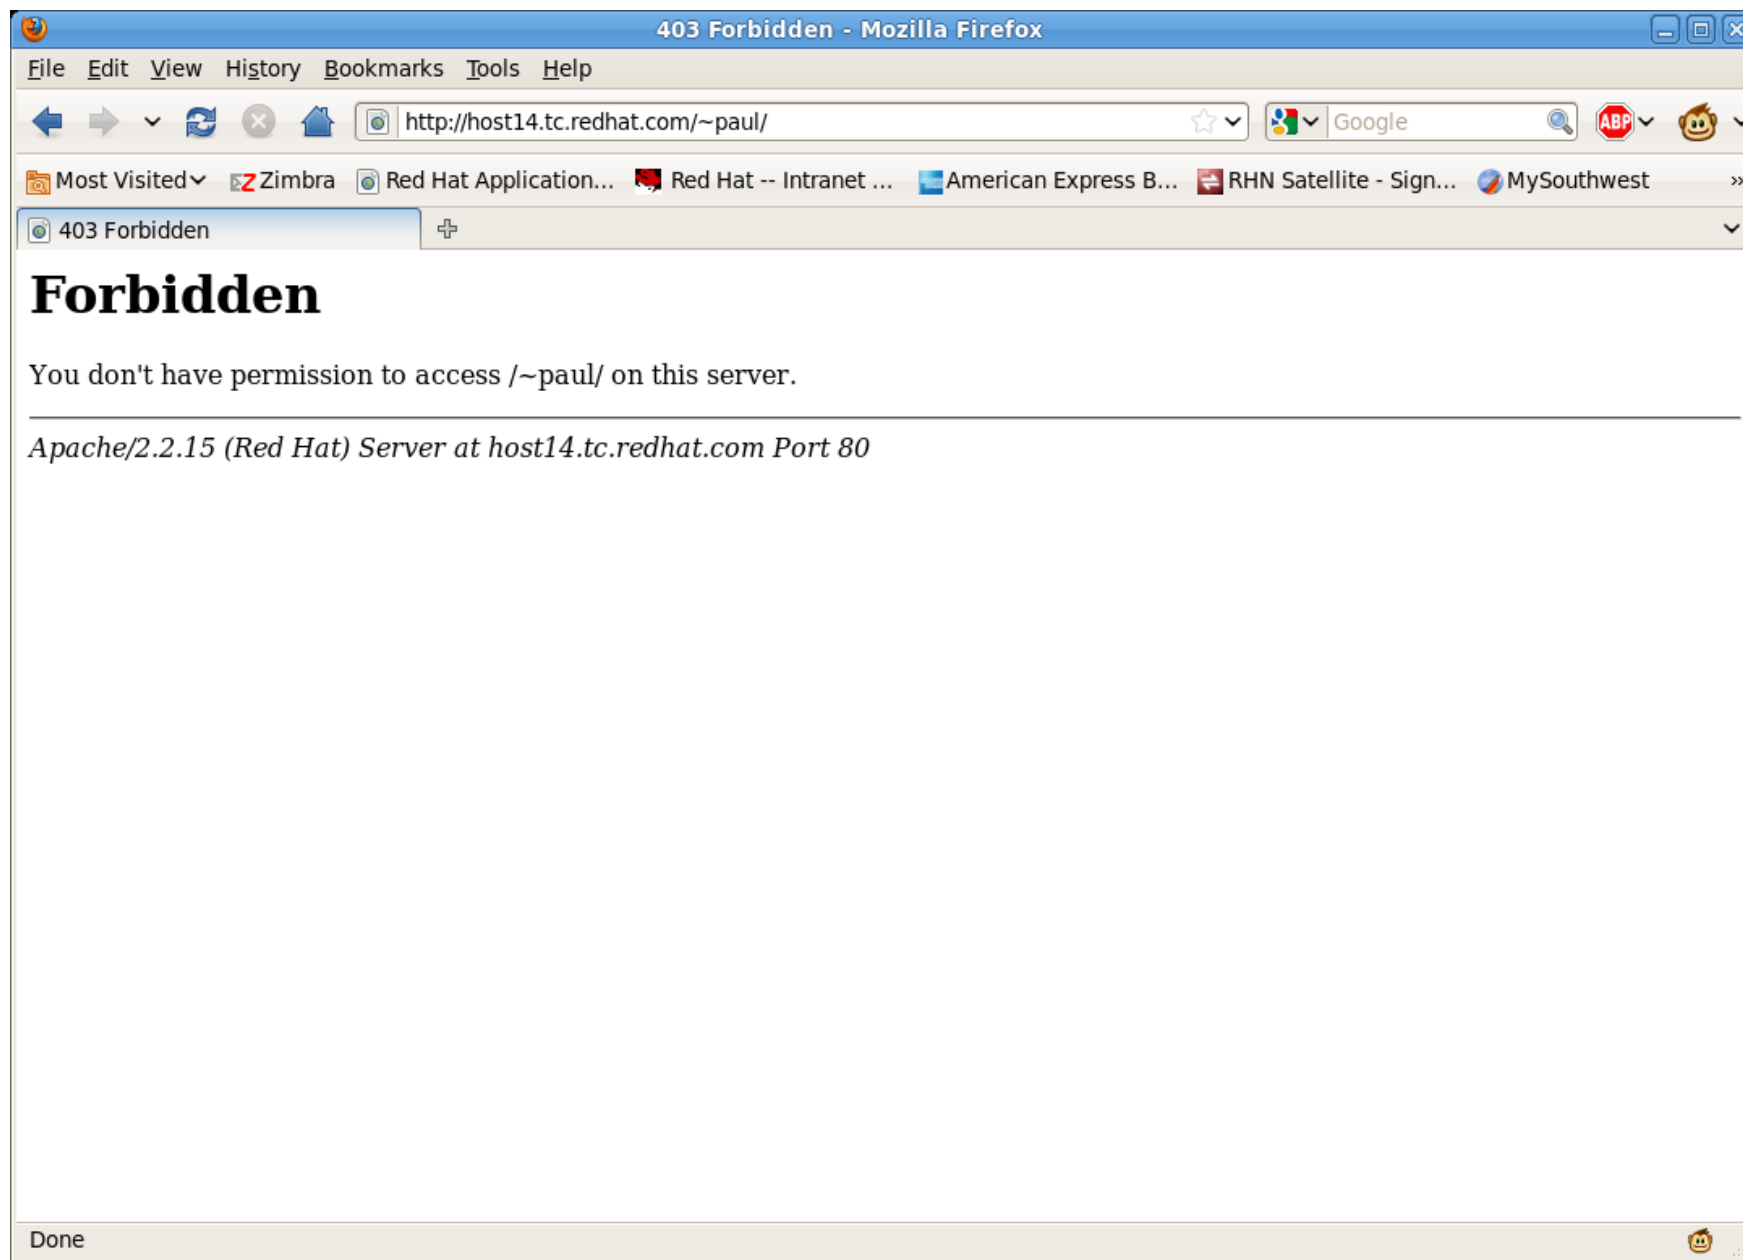 403 Forbidden - Mozilla Firefox
File Edit View History Bookmarks Tools Help
http://host14.tc.redhat.com/~paul/ Google ABP
Most Visited Zimbra Red Hat Application... Red Hat -- Intranet ... American Express B... RHN Satellite - Sign... MySouthwest »
403 Forbidden
Forbidden
You don't have permission to access /~paul/ on this server.
Apache/2.2.15 (Red Hat) Server at host14.tc.redhat.com Port 80
Done